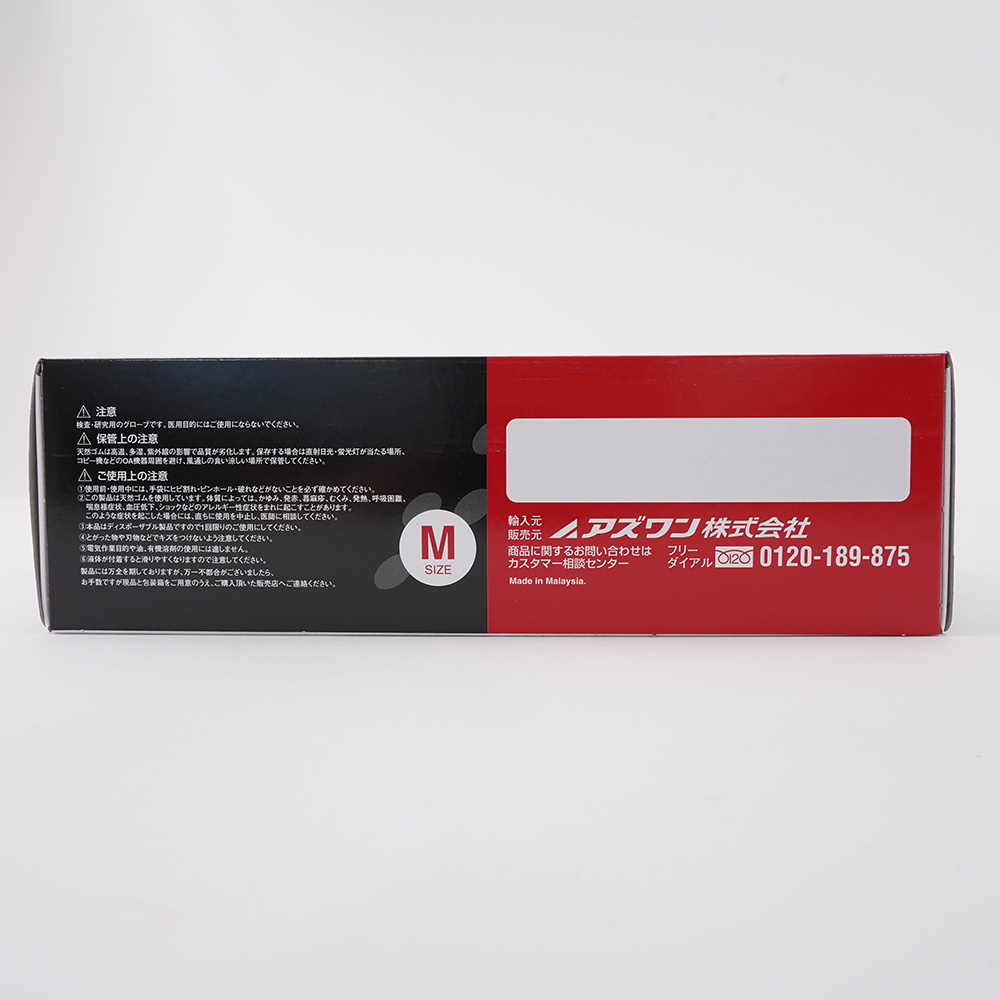 注意
検査・研究用のグローブです。医用目的にはご使用にならないでください。
保管上の注意
天然ゴムは高温、多湿、紫外線の影響で品質が劣化します。保存する場合は直射日光・蛍光灯が当たる場所、
コピー機などのOA機器周囲を避け、風通しの良い涼しい場所で保管してください。
ご使用上の注意
①使用前・使用中には、手袋にヒビ割れ・ピンホール・破れなどがないことを必ず確かめてください。
②この製品は天然ゴムを使用しています。体質によっては、かゆみ、発赤、蕁麻疹、むくみ、発熱、呼吸困難、
喘息様症状、血圧低下、ショックなどのアレルギー性症状をまれに起こすことがあります。
このような症状を起こした場合には、直ちに使用を中止し、医師に相談してください。
③本品はディスポーザブル製品ですので1回限りのご使用にしてください。
④とがった物や刃物などでキズをつけないよう注意してください。
⑤電気作業目的や油、有機溶剤の使用には適しません。
⑥液体が付着すると滑りやすくなりますので注意してください。
製品には万全を期しておりますが、万一不都合がございましたら、
お手数ですが現品と包装箱をご用意のうえ、ご購入頂いた販売店へご連絡ください。
M
SIZE
輸入元
販売元
アズワン株式会社
商品に関するお問い合わせは
カスタマー相談センター
フリー
ダイアル
0120-189-875
Made in Malaysia.